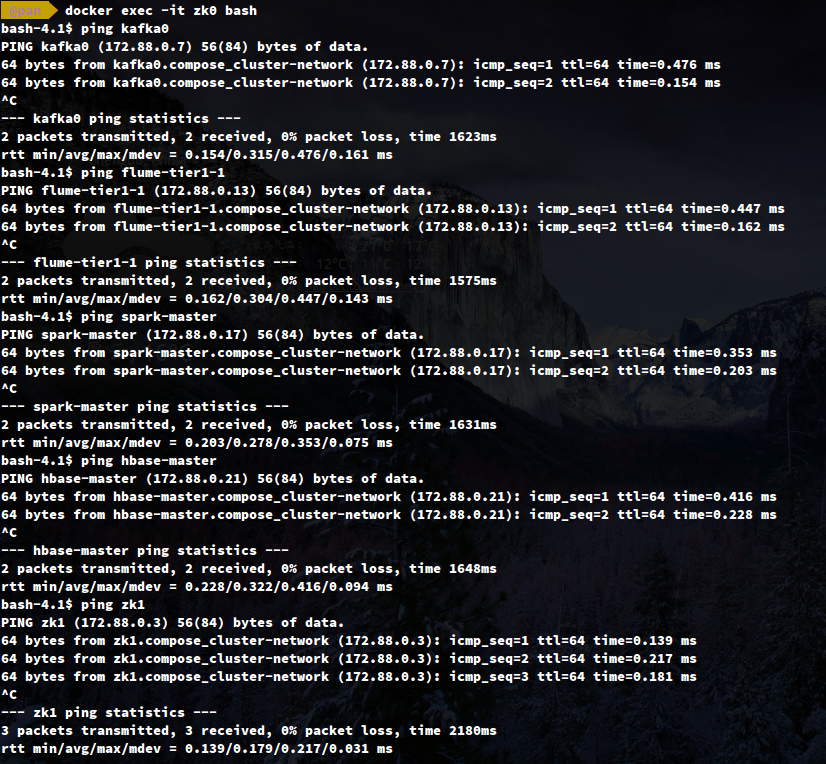 docker exec -it zk0 bash
bash-4.1$ ping kafka0
PING kafka0 (172.88.0.7) 56(84) bytes of data.
64 bytes from kafka0.compose_cluster-network (172.88.0.7): icmp_seq=1 ttl=64 time=0.476 ms
64 bytes from kafka0.compose_cluster-network (172.88.0.7): icmp_seq=2 ttl=64 time=0.154 ms
^C
--- kafka0 ping statistics ---
2 packets transmitted, 2 received, 0% packet loss, time 1623ms
rtt min/avg/max/mdev = 0.154/0.315/0.476/0.161 ms
bash-4.1$ ping flume-tier1-1
PING flume-tier1-1 (172.88.0.13) 56(84) bytes of data.
64 bytes from flume-tier1-1.compose_cluster-network (172.88.0.13): icmp_seq=1 ttl=64 time=0.447 ms
64 bytes from flume-tier1-1.compose_cluster-network (172.88.0.13): icmp_seq=2 ttl=64 time=0.162 ms
^C
--- flume-tier1-1 ping statistics ---
2 packets transmitted, 2 received, 0% packet loss, time 1575ms
rtt min/avg/max/mdev = 0.162/0.304/0.447/0.143 ms
bash-4.1$ ping spark-master
PING spark-master (172.88.0.17) 56(84) bytes of data.
64 bytes from spark-master.compose_cluster-network (172.88.0.17): icmp_seq=1 ttl=64 time=0.353 ms
64 bytes from spark-master.compose_cluster-network (172.88.0.17): icmp_seq=2 ttl=64 time=0.203 ms
^C
--- spark-master ping statistics ---
2 packets transmitted, 2 received, 0% packet loss, time 1631ms
rtt min/avg/max/mdev = 0.203/0.278/0.353/0.075 ms
bash-4.1$ ping hbase-master
PING hbase-master (172.88.0.21) 56(84) bytes of data.
64 bytes from hbase-master.compose_cluster-network (172.88.0.21): icmp_seq=1 ttl=64 time=0.416 ms
64 bytes from hbase-master.compose_cluster-network (172.88.0.21): icmp_seq=2 ttl=64 time=0.228 ms
^C
--- hbase-master ping statistics ---
2 packets transmitted, 2 received, 0% packet loss, time 1648ms
rtt min/avg/max/mdev = 0.228/0.322/0.416/0.094 ms
bash-4.1$ ping zk1
PING zk1 (172.88.0.3) 56(84) bytes of data.
64 bytes from zk1.compose_cluster-network (172.88.0.3): icmp_seq=1 ttl=64 time=0.139 ms
64 bytes from zk1.compose_cluster-network (172.88.0.3): icmp_seq=2 ttl=64 time=0.217 ms
64 bytes from zk1.compose_cluster-network (172.88.0.3): icmp_seq=3 ttl=64 time=0.181 ms
^C
--- zk1 ping statistics ---
3 packets transmitted, 3 received, 0% packet loss, time 2180ms
rtt min/avg/max/mdev = 0.139/0.179/0.217/0.031 ms